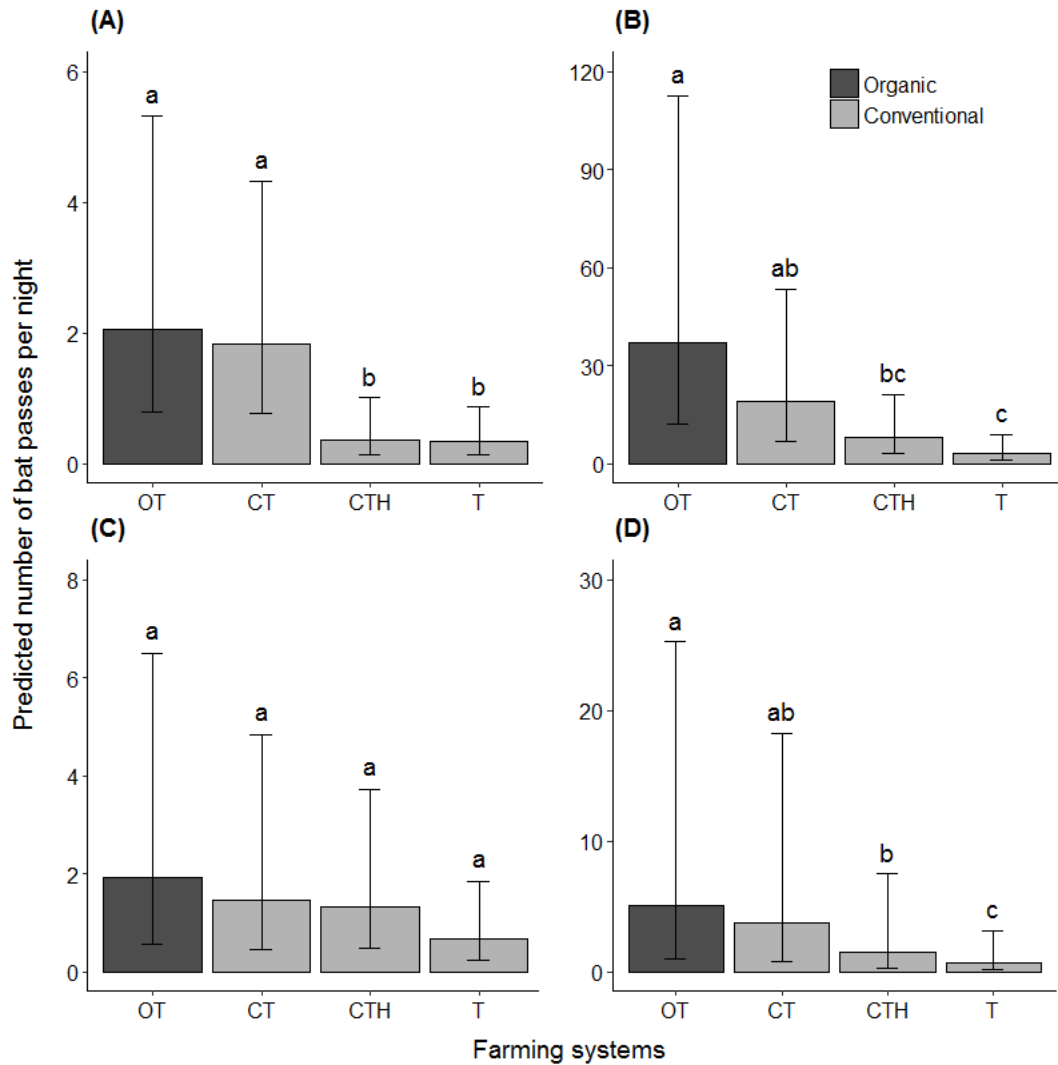 (A)
6
4
2
0
a
a
b
b
OT CT CTH T
(B)
120
90
60
30
0
a
ab
bc
c
Organic
Conventional
OT CT CTH T
(C)
8
6
4
2
0
a
a
a
a
OT CT CTH T
(D)
30
20
10
0
a
ab
b
c
OT CT CTH T
Predicted number of bat passes per night
Farming systems